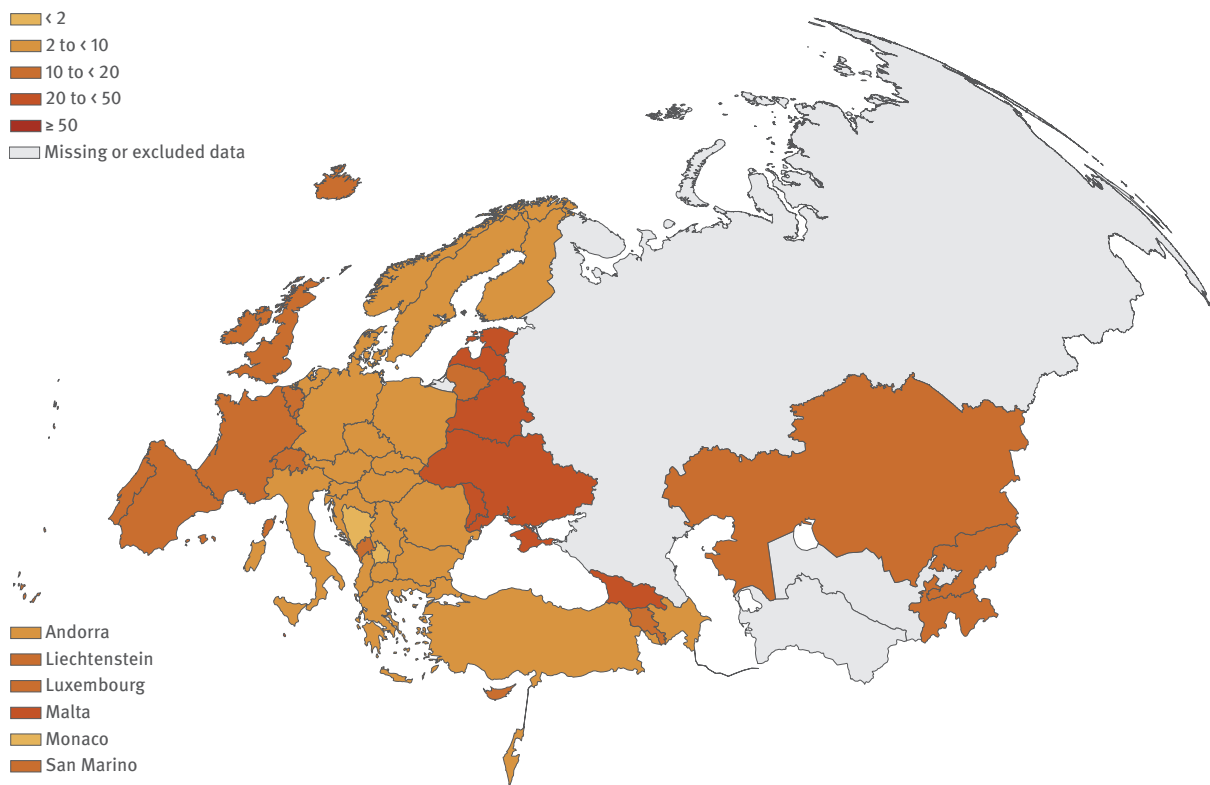 < 2
2 to < 10
10 to < 20
20 to < 50
≥ 50
Missing or excluded data
Andorra
Liechtenstein
Luxembourg
Malta
Monaco
San Marino